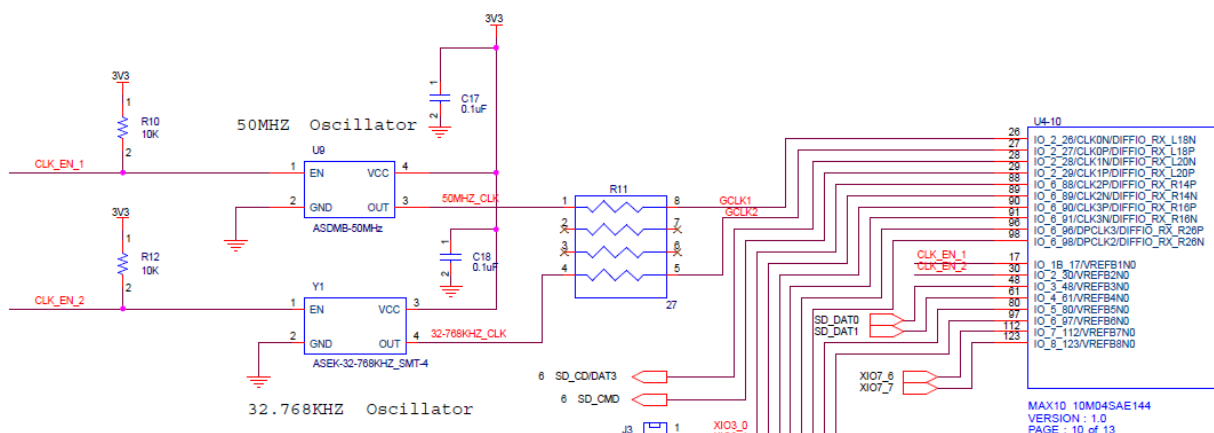 3V3
3V3
1
C17
0.1uF
2
1
R10
10K
2
50MHZ Oscillator
U9
CLK_EN_1
1
EN
VCC
4
2
GND
OUT
3
50MHZ_CLK
3V3
1
R12
10K
2
1
C18
0.1uF
2
R11
1
8
2
7
3
6
4
5
27
GCLK1
GCLK2
CLK_EN_2
Y1
1
EN
VCC
3
2
GND
OUT
4
32-768KHZ_CLK
ASDMB-50MHz
ASEK-32-768KHZ_SMT-4
32.768KHZ Oscillator
6 SD_CD/DAT3
6 SD_CMD
J3
1
XIO3_0
U4-10
26 IO_2_26/CLK0N/DIFFIO_RX_L18N
27 IO_2_27/CLK0P/DIFFIO_RX_L18P
28 IO_2_28/CLK1N/DIFFIO_RX_L20N
29 IO_2_29/CLK1P/DIFFIO_RX_L20P
88 IO_6_88/CLK2P/DIFFIO_RX_R14P
89 IO_6_89/CLK2N/DIFFIO_RX_R14N
90 IO_6_90/CLK3P/DIFFIO_RX_R16P
91 IO_6_91/CLK3N/DIFFIO_RX_R16N
96 IO_6_96/DPCLK3/DIFFIO_RX_R26P
98 IO_6_98/DPCLK2/DIFFIO_RX_R26N
CLK_EN_1 17 IO_1B_17/VREFB1N0
CLK_EN_2 30 IO_2_30/VREFB2N0
48 IO_3_48/VREFB3N0
61 IO_4_61/VREFB4N0
80 IO_5_80/VREFB5N0
97 IO_6_97/VREFB6N0
112 IO_7_112/VREFB7N0
123 IO_8_123/VREFB8N0
SD_DAT0
SD_DAT1
XIO7_6
XIO7_7
MAX10 10M04SAE144
VERSION : 1.0
PAGE : 10 of 13